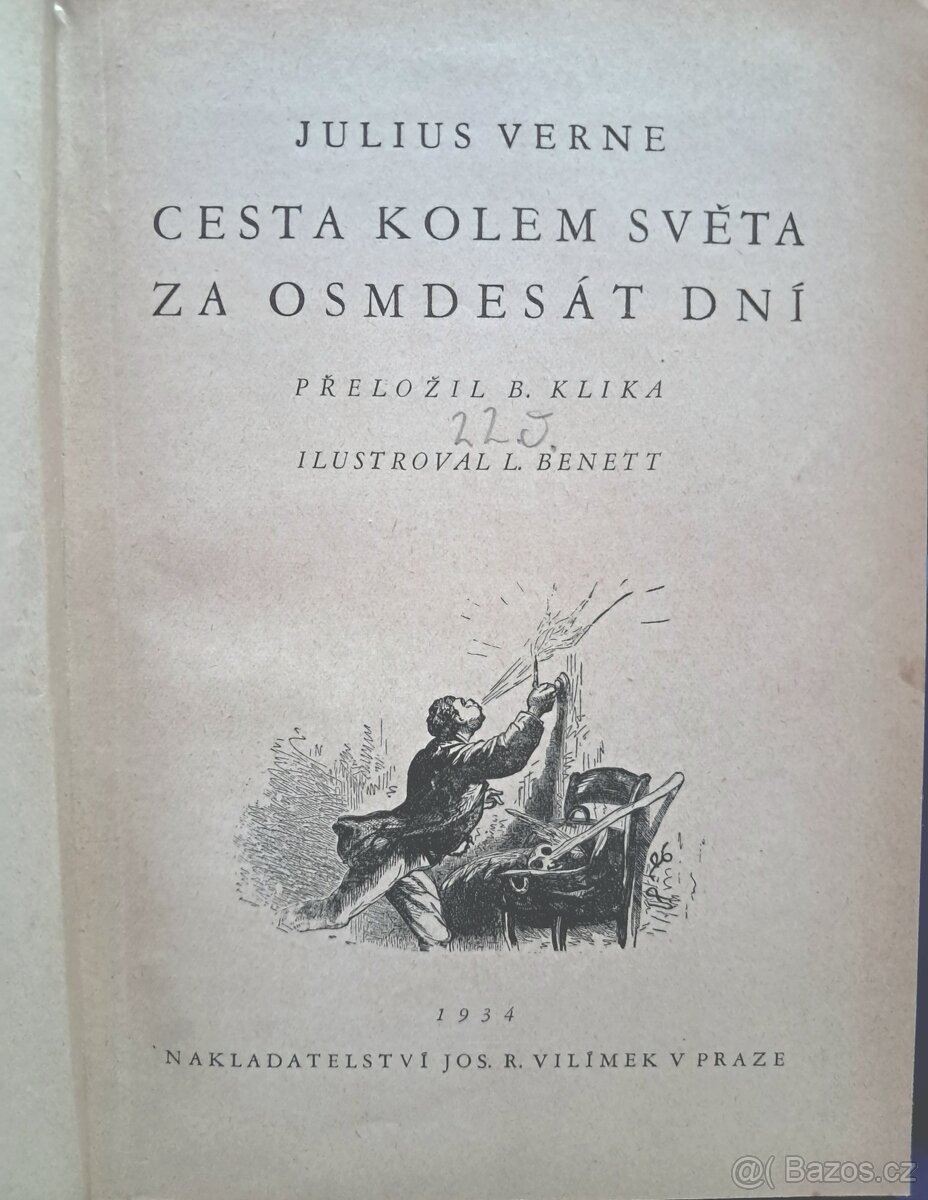 JULIUS VERNE
CESTA KOLEM SVĚTA
ZA OSMDESÁT DNÍ
PŘELOŽIL B. KLIKA
22 J.
ILUSTROVAL L. BENETT
1934
NAKLADATELSTVÍ JOS. R. VILÍMEK V PRAZE
@( Bazos.cz